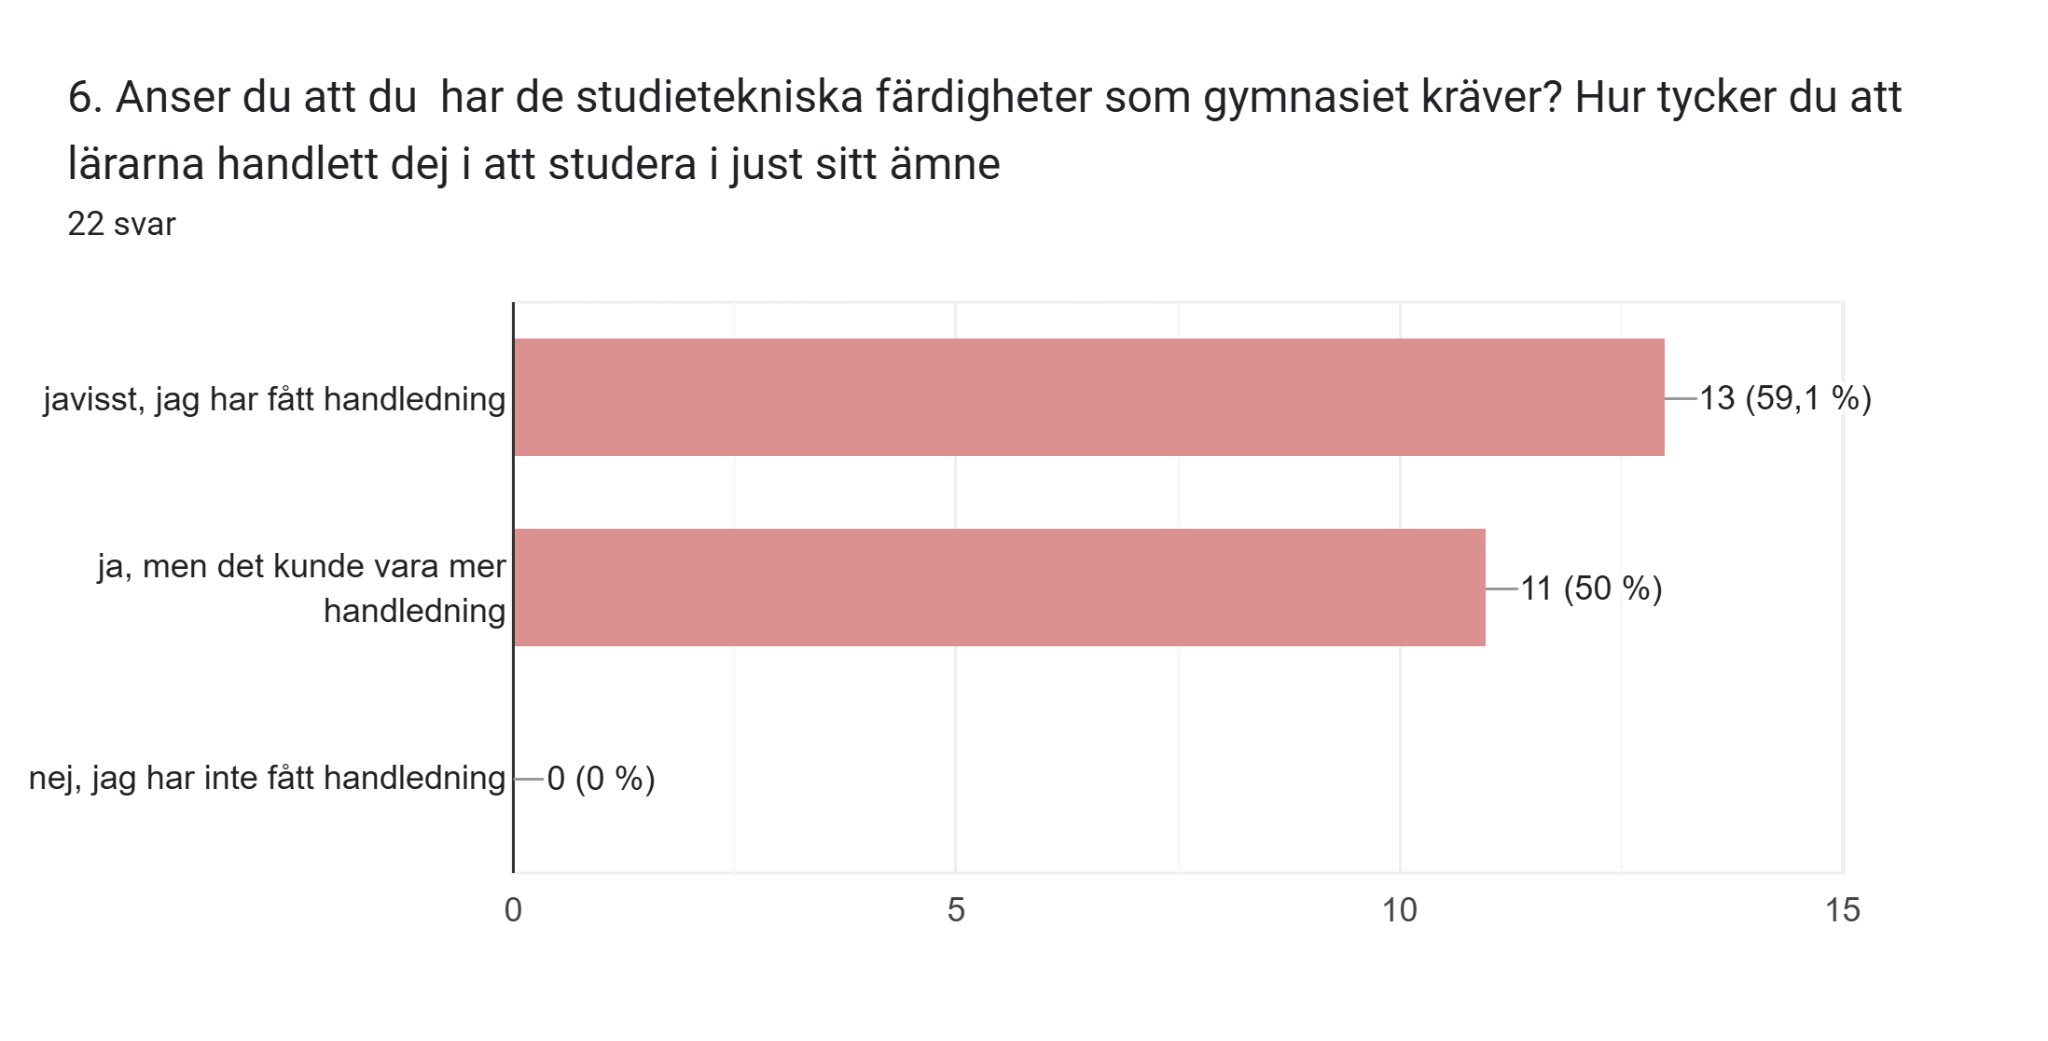 6. Anser du att du  har de studietekniska färdigheter som gymnasiet kräver? Hur tycker du att
lärarna handlett dej i att studera i just sitt ämne
22 svar
javisst, jag har fått handledning
13 (59,1 %)
ja, men det kunde vara mer
handledning
11 (50 %)
nej, jag har inte fått handledning
0 (0 %)
0
5
10
15